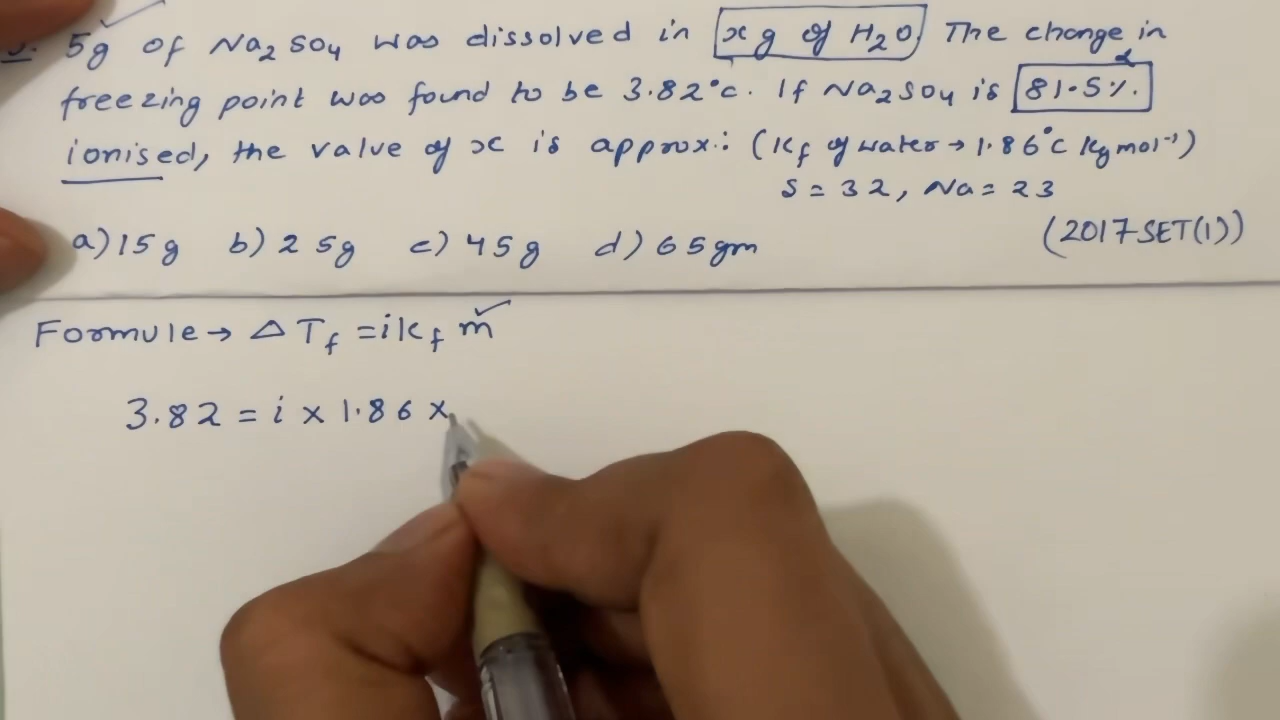 5g of Na₂SO₄ was dissolved in x g of H₂O. The change in
freezing point was found to be 3.82°C. If Na₂SO₄ is 81.5%. α
ionised, the value of x is approx.: (Kf of water → 1.86°C Kg mol⁻¹)
S = 32, Na = 23
a) 15g b) 25g c) 45g d) 65gm
(2017 SET(1))
Formule → ΔTf = i kf m
3.82 = i × 1.86 ×